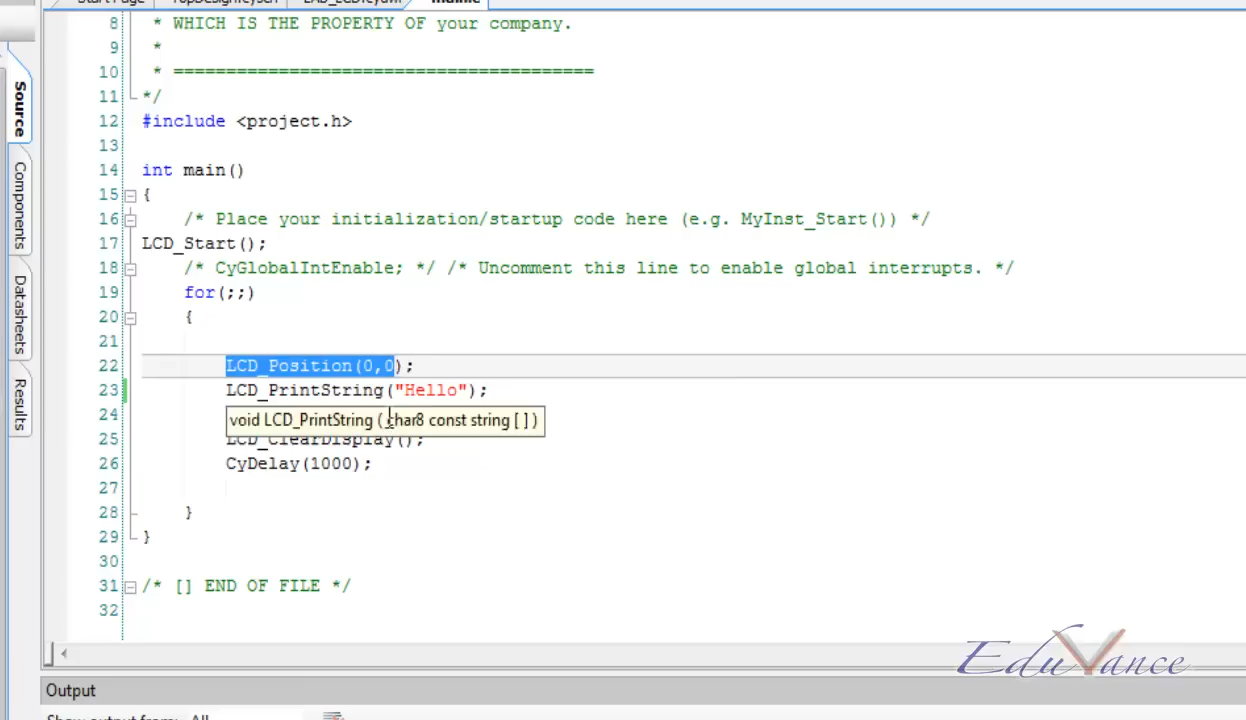 Start Page
main.c
8 * WHICH IS THE PROPERTY OF your company.
9 *
10 * ========================================
11 */
12 #include <project.h>
13
14 int main()
15 {
16 /* Place your initialization/startup code here (e.g. MyInst_Start()) */
17 LCD_Start();
18 /* CyGlobalIntEnable; */ /* Uncomment this line to enable global interrupts. */
19 for(;;)
20 {
21
22 LCD_Position(0,0);
23 LCD_PrintString("Hello");
24 void LCD_PrintString ( char8 const string [ ] )
25 LCD_ClearDisplay();
26 CyDelay(1000);
27
28 }
29 }
30
31 /* [] END OF FILE */
32
Source
Components
Datasheets
Results
EduVance
Output
Show output from: All